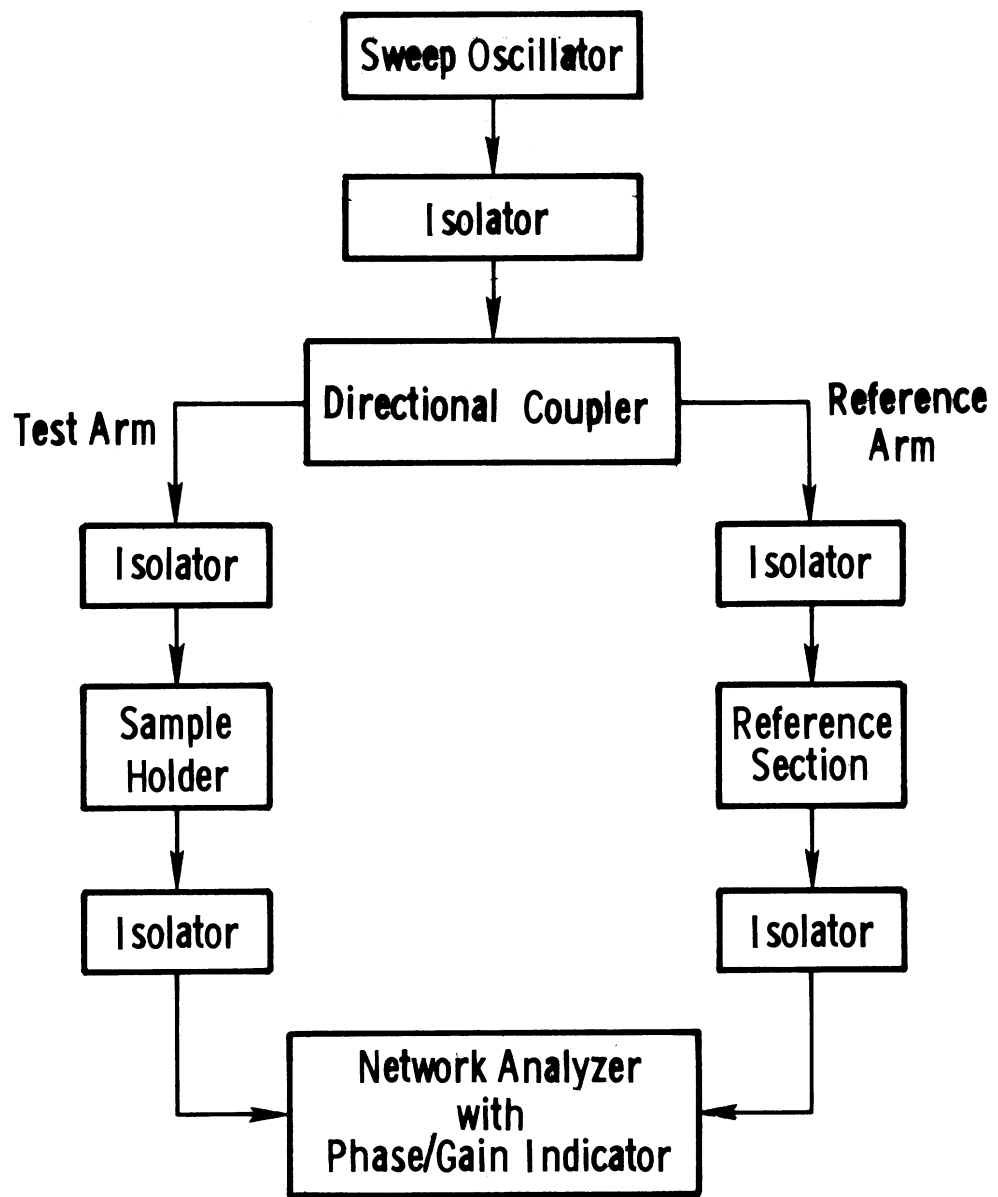 Sweep Oscillator
Isolator
Directional Coupler
Test Arm
Reference
Arm
Isolator
Isolator
Sample
Holder
Reference
Section
Isolator
Isolator
Network Analyzer
with
Phase/Gain Indicator